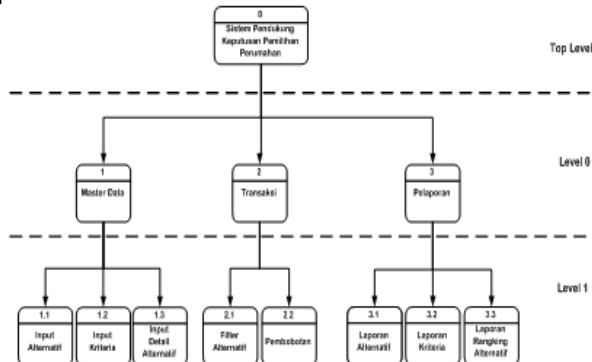 0
Sistem Pendukung
Keputusan Pemilihan
Perumahan
Top Level
1
Master Data
2
Transaksi
3
Pelaporan
Level 0
1.1
Input
Alternatif
1.2
Input
Kriteria
1.3
Input
Detail
Alternatif
2.1
Filter
Alternatif
2.2
Pembobotan
3.1
Laporan
Alternatif
3.2
Laporan
Kriteria
3.3
Laporan
Rangking
Alternatif
Level 1